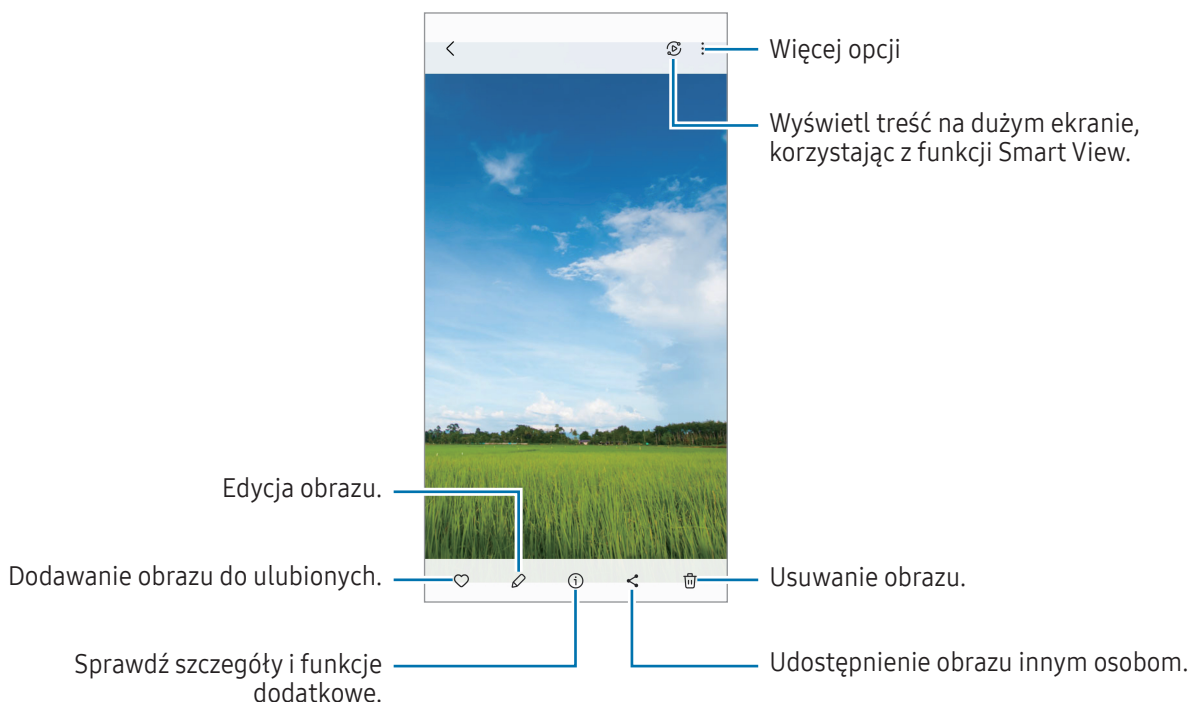 Więcej opcji
Wyświetl treść na dużym ekranie,
korzystając z funkcji Smart View.
Edycja obrazu.
Dodawanie obrazu do ulubionych.
Usuwanie obrazu.
Sprawdź szczegóły i funkcje
dodatkowe.
Udostępnienie obrazu innym osobom.